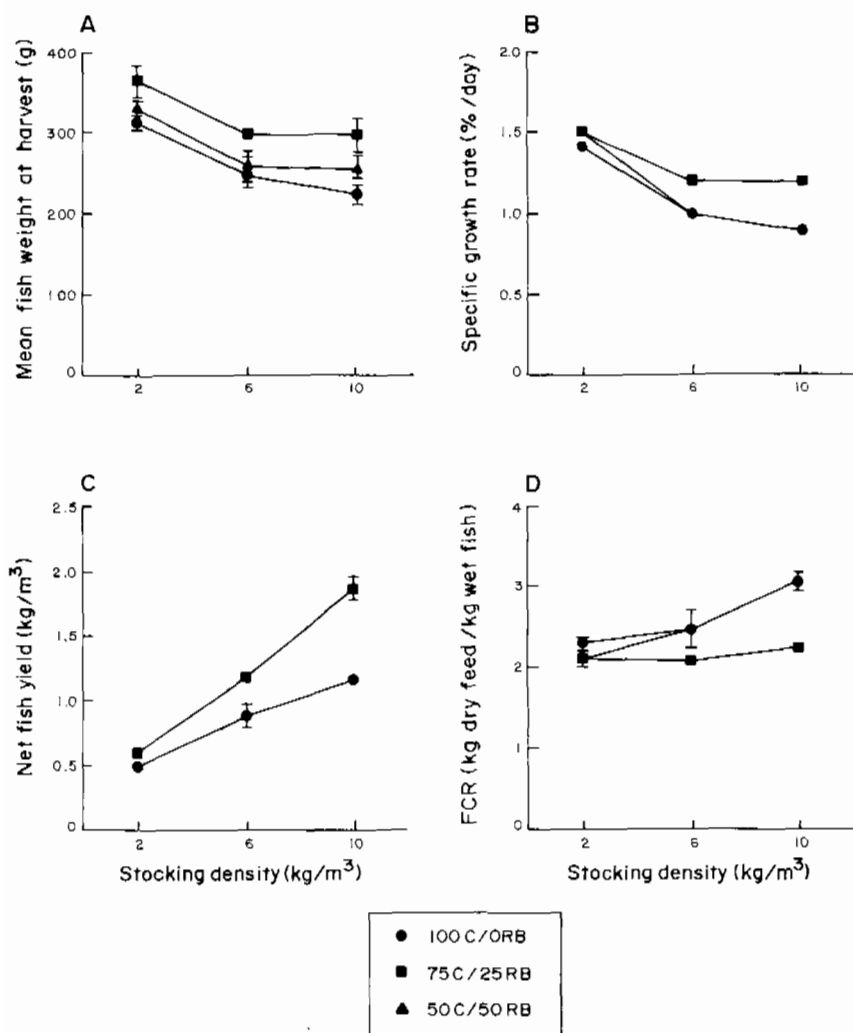 A
Mean fish weight at harvest (g)
400
300
200
100
0
2 6 10
B
Specific growth rate (%/day)
2.0
1.5
1.0
0.5
0
2 6 10
C
Net fish yield (kg/m³)
2.5
2.0
1.5
1.0
0.5
0
2 6 10
Stocking density (kg/m³)
D
FCR (kg dry feed/kg wet fish)
4
3
2
1
0
2 6 10
Stocking density (kg/m³)
100C/0RB
75C/25RB
50C/50RB